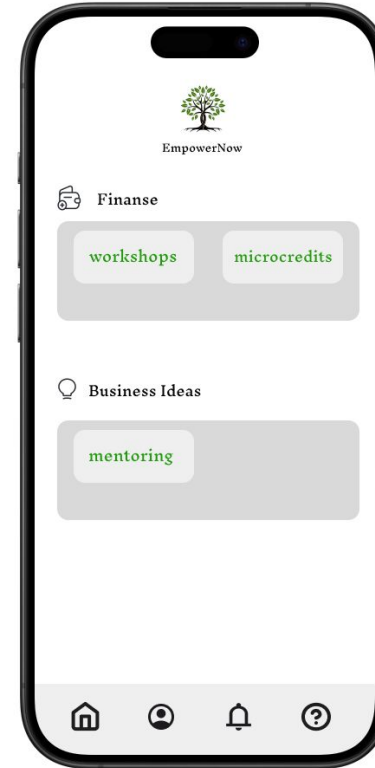 EmpowerNow
Finanse
workshops microcredits
Business Ideas
mentoring